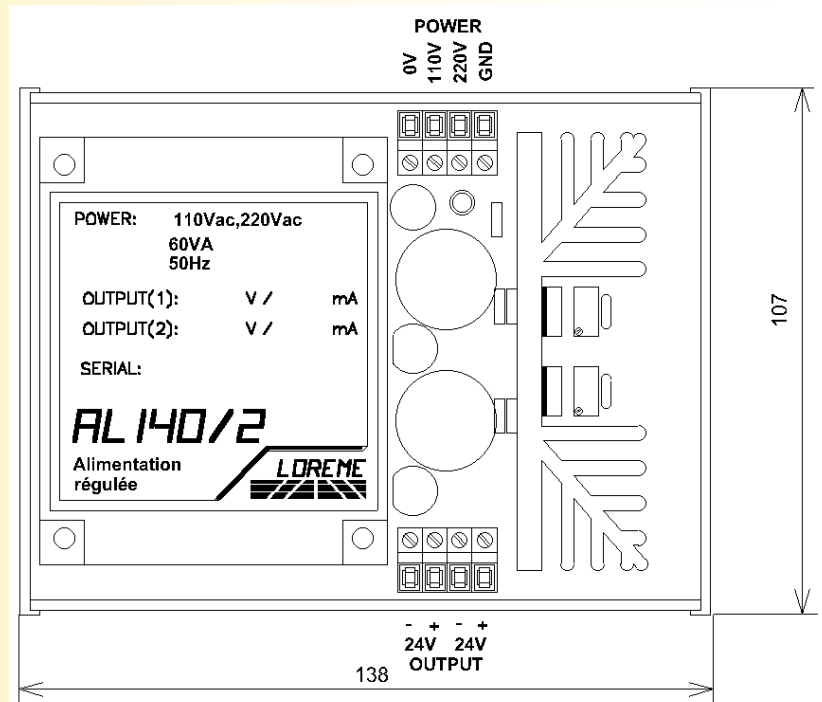 POWER
0V 110V 220V GND
POWER: 110Vac,220Vac
60VA
50Hz
OUTPUT(1): V / mA
OUTPUT(2): V / mA
SERIAL:
AL140/2
Alimentation
régulée
LOREME
107
- + - +
24V 24V
OUTPUT
138